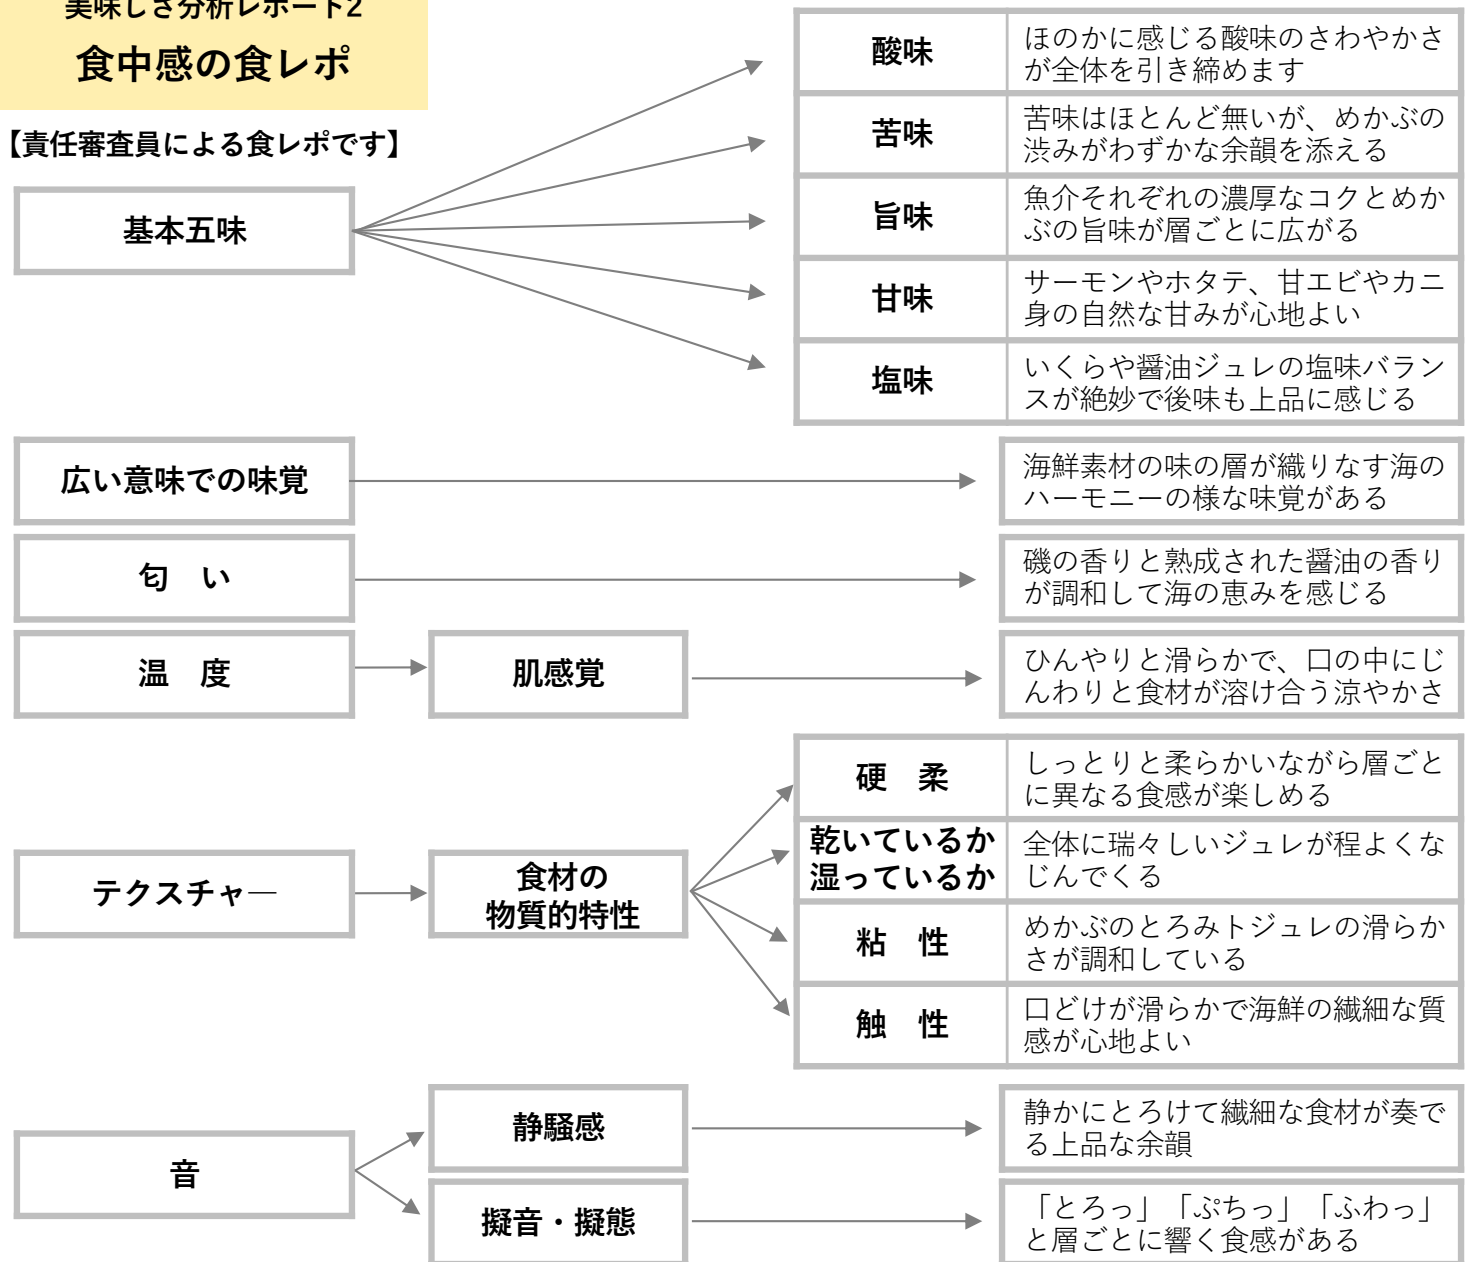 美味しさ分析レポート2
食中感の食レポ
【責任審査員による食レポです】
基本五味
酸味
ほのかに感じる酸味のさわやかさ
が全体を引き締めます
苦味
苦味はほとんど無いが、めかぶの
渋みがわずかな余韻を添える
旨味
魚介それぞれの濃厚なコクとめか
ぶの旨味が層ごとに広がる
甘味
サーモンやホタテ、甘エビやカニ
身の自然な甘みが心地よい
塩味
いくらや醤油ジュレの塩味バラン
スが絶妙で後味も上品に感じる
広い意味での味覚
海鮮素材の味の層が織りなす海の
ハーモニーの様な味覚がある
匂　い
磯の香りと熟成された醤油の香り
が調和して海の恵みを感じる
温　度
肌感覚
ひんやりと滑らかで、口の中にじ
んわりと食材が溶け合う涼やかさ
テクスチャ―
食材の
物質的特性
硬　柔
しっとりと柔らかいながら層ごと
に異なる食感が楽しめる
乾いているか
湿っているか
全体に瑞々しいジュレが程よくな
じんでくる
粘　性
めかぶのとろみトジュレの滑らか
さが調和している
触　性
口どけが滑らかで海鮮の繊細な質
感が心地よい
音
静騒感
静かにとろけて繊細な食材が奏で
る上品な余韻
擬音・擬態
「とろっ」「ぷちっ」「ふわっ」
と層ごとに響く食感がある